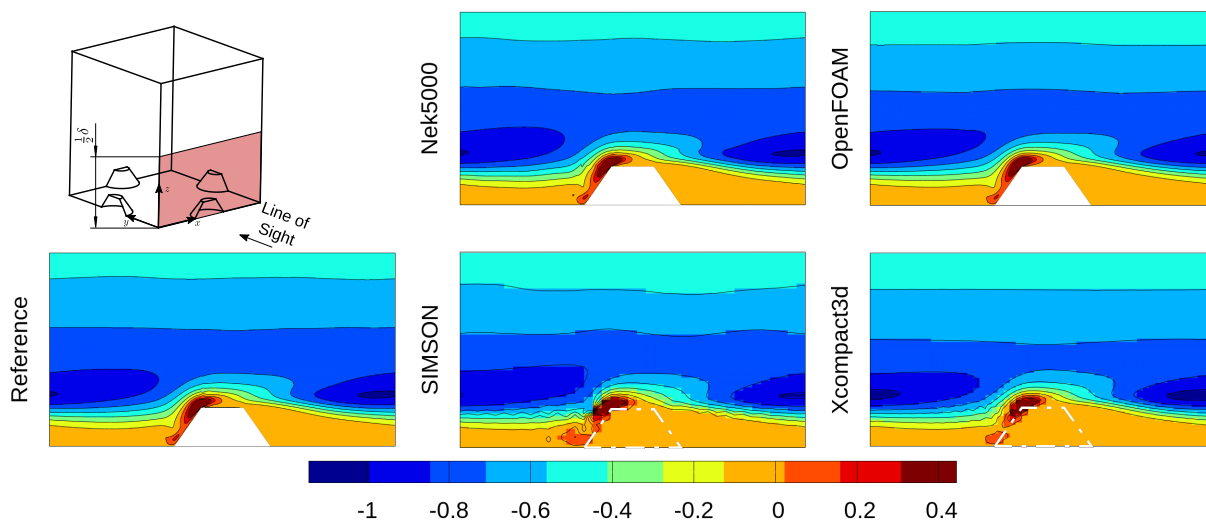 Nek5000
OpenFOAM
1
2 δ
z
y
x
Line of
Sight
Reference
SIMSON
Xcompact3d
-1
-0.8
-0.6
-0.4
-0.2
0
0.2
0.4